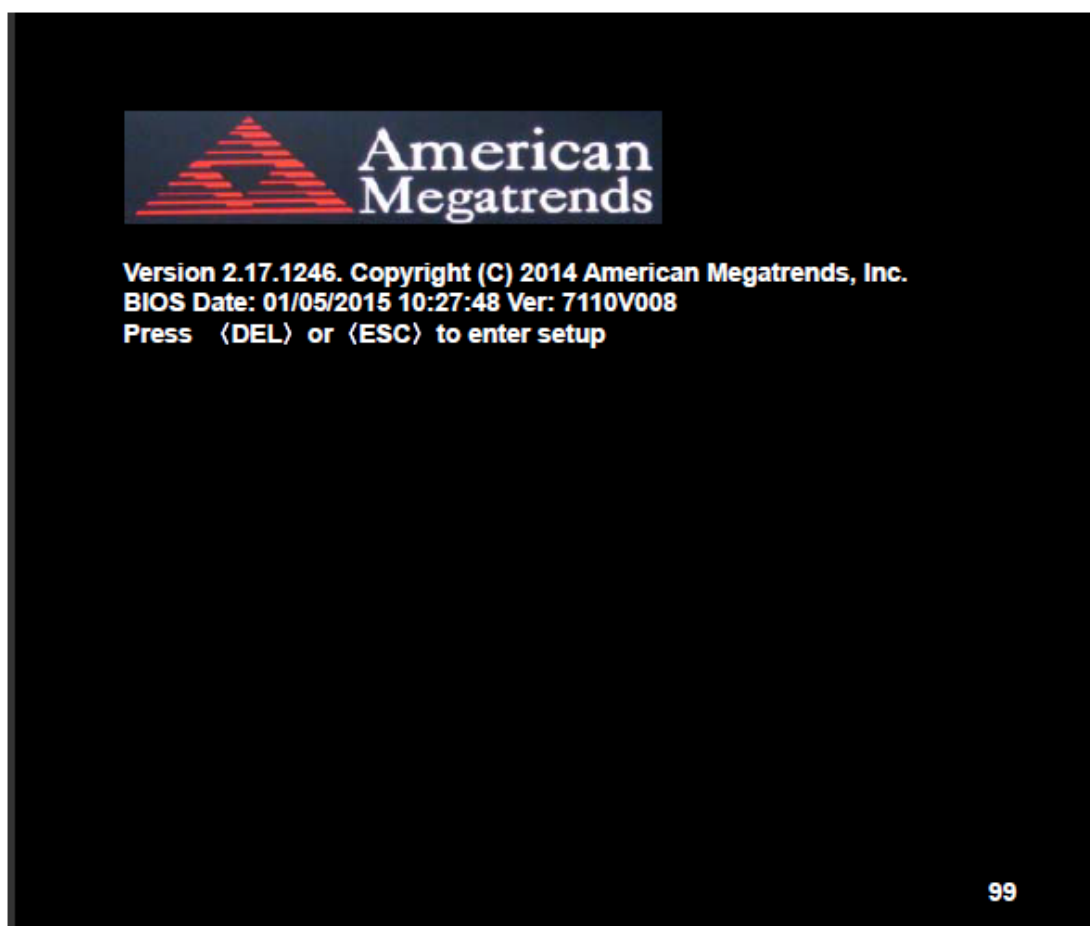 American
Megatrends
Version 2.17.1246. Copyright (C) 2014 American Megatrends, Inc.
BIOS Date: 01/05/2015 10:27:48 Ver: 7110V008
Press 〈DEL〉 or 〈ESC〉 to enter setup
99